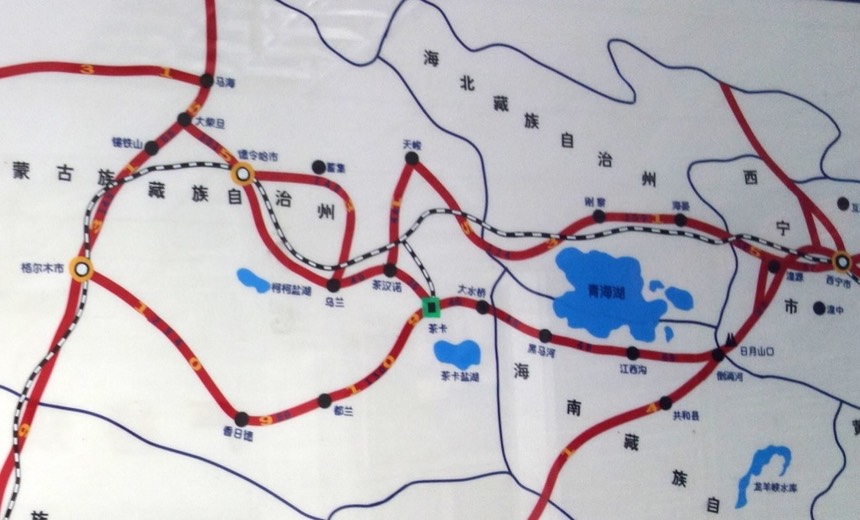 海北藏族自治州
马海
大柴旦
锡铁山
德令哈市
天峻
蒙古族藏族自治州
西宁市
刚察
海晏
格尔木市
柯柯盐湖
乌兰
茶汉诺
大水桥
青海湖
湟源
西宁市
湟中
茶卡
黑马河
日月山口
茶卡盐湖
江西沟
倒淌河
海南藏族自
都兰
共和县
香日德
龙羊峡水库
族